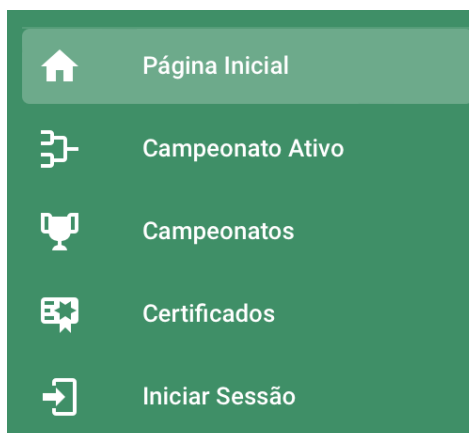 Página Inicial
Campeonato Ativo
Campeonatos
Certificados
Iniciar Sessão